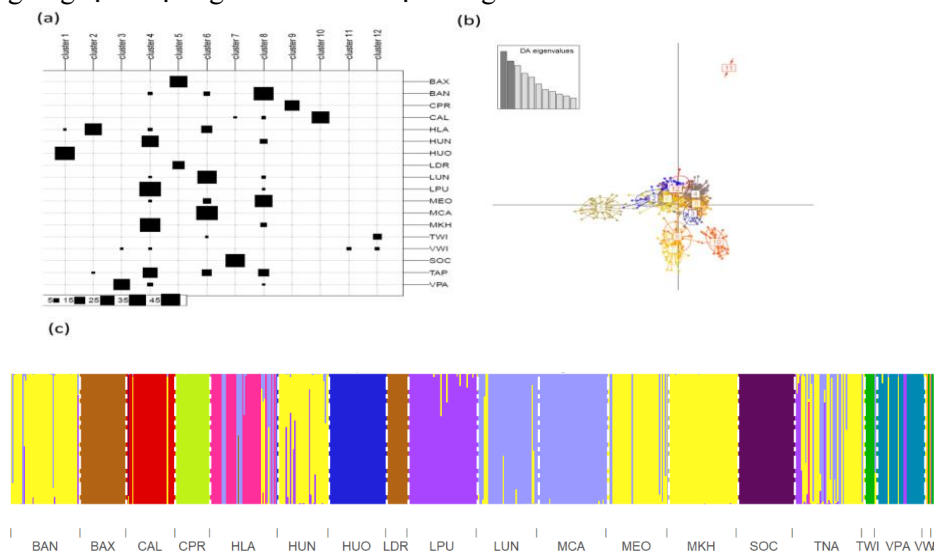 (a)
cluster 1
cluster 2
cluster 3
cluster 4
cluster 5
cluster 6
cluster 7
cluster 8
cluster 9
cluster 10
cluster 11
cluster 12
BAX
BAN
CPR
CAL
HLA
HUN
HUO
LDR
LUN
LPU
MEO
MCA
MKH
TWI
VWI
SOC
TAP
VPA
5 15 25 35 45
(b)
DA eigenvalues
11
(c)
BAN BAX CAL CPR HLA HUN HUO LDR LPU LUN MCA MEO MKH SOC TNA TWI VPA VW